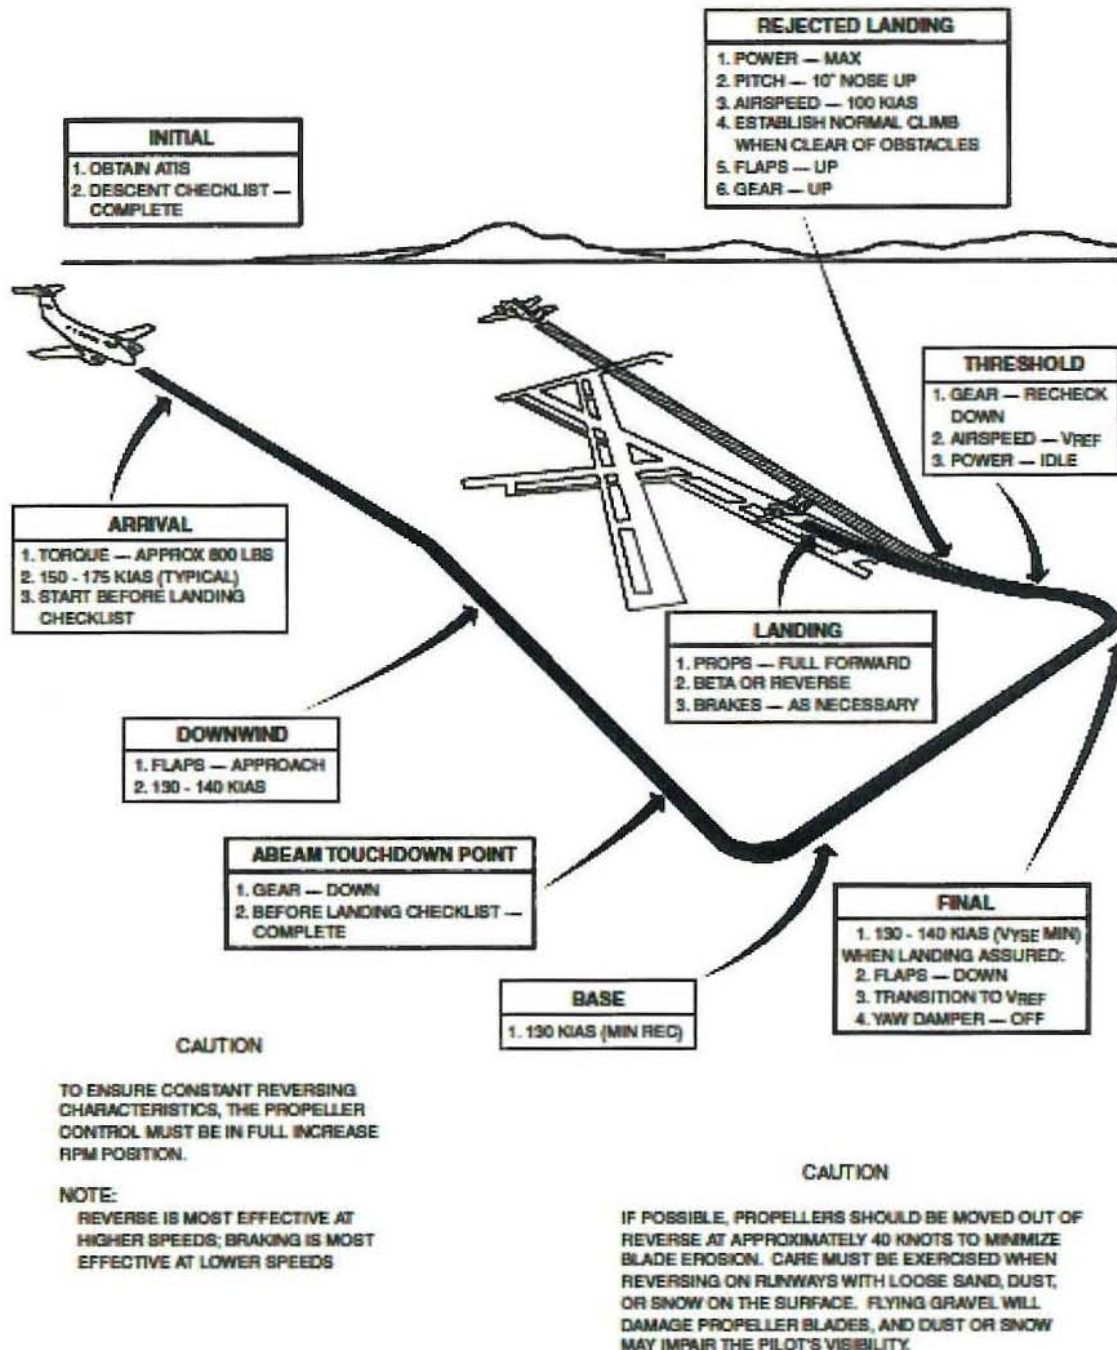 REJECTED LANDING
1. POWER — MAX
2. PITCH — 10° NOSE UP
3. AIRSPEED — 100 KIAS
4. ESTABLISH NORMAL CLIMB
WHEN CLEAR OF OBSTACLES
5. FLAPS — UP
6. GEAR — UP
INITIAL
1. OBTAIN ATIS
2. DESCENT CHECKLIST —
COMPLETE
THRESHOLD
1. GEAR — RECHECK
DOWN
2. AIRSPEED — VREF
3. POWER — IDLE
ARRIVAL
1. TORQUE — APPROX 800 LBS
2. 150 - 175 KIAS (TYPICAL)
3. START BEFORE LANDING
CHECKLIST
LANDING
1. PROPS — FULL FORWARD
2. BETA OR REVERSE
3. BRAKES — AS NECESSARY
DOWNWIND
1. FLAPS — APPROACH
2. 130 - 140 KIAS
ABEAM TOUCHDOWN POINT
1. GEAR — DOWN
2. BEFORE LANDING CHECKLIST —
COMPLETE
FINAL
1. 130 - 140 KIAS (VYSE MIN)
WHEN LANDING ASSURED:
2. FLAPS — DOWN
3. TRANSITION TO VREF
4. YAW DAMPER — OFF
BASE
1. 130 KIAS (MIN REC)
CAUTION
TO ENSURE CONSTANT REVERSING
CHARACTERISTICS, THE PROPELLER
CONTROL MUST BE IN FULL INCREASE
RPM POSITION.
NOTE:
REVERSE IS MOST EFFECTIVE AT
HIGHER SPEEDS; BRAKING IS MOST
EFFECTIVE AT LOWER SPEEDS
CAUTION
IF POSSIBLE, PROPELLERS SHOULD BE MOVED OUT OF
REVERSE AT APPROXIMATELY 40 KNOTS TO MINIMIZE
BLADE EROSION. CARE MUST BE EXERCISED WHEN
REVERSING ON RUNWAYS WITH LOOSE SAND, DUST,
OR SNOW ON THE SURFACE. FLYING GRAVEL WILL
DAMAGE PROPELLER BLADES, AND DUST OR SNOW
MAY IMPAIR THE PILOT'S VISIBILITY.